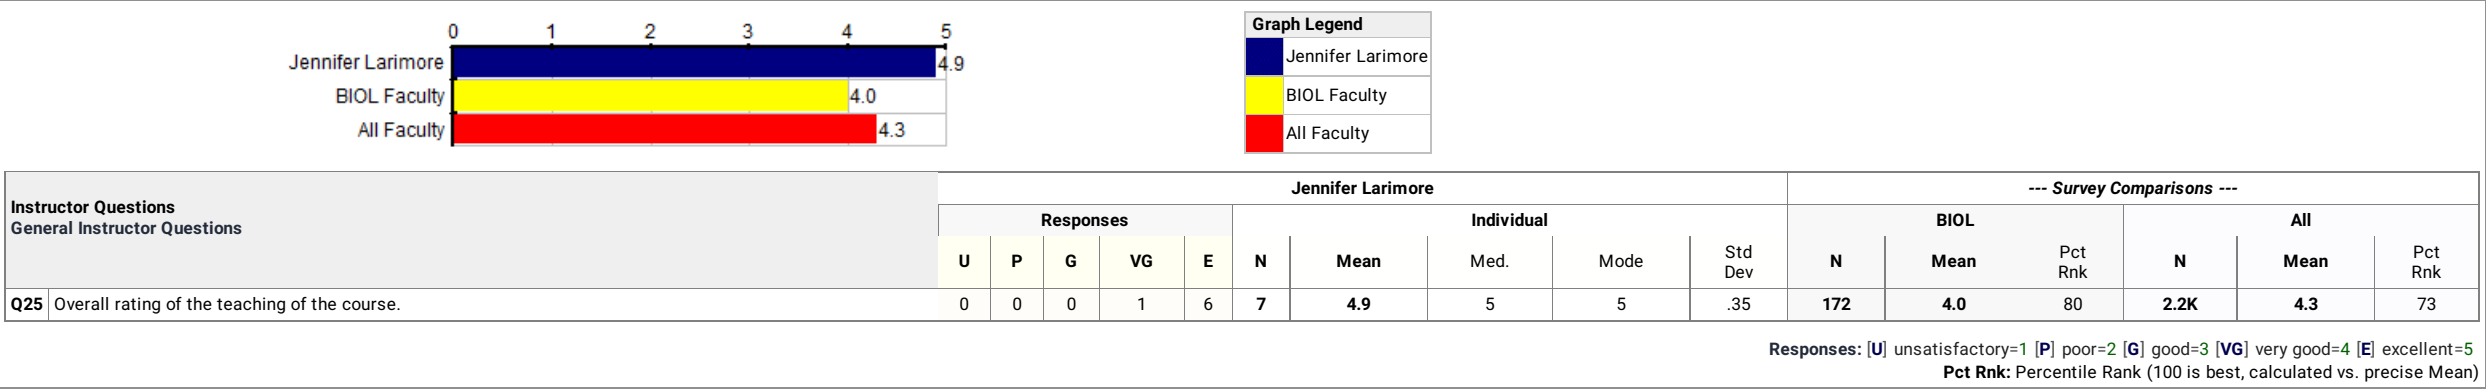 0 1 2 3 4 5
Jennifer Larimore 4.9
BIOL Faculty 4.0
All Faculty 4.3
Graph Legend
Jennifer Larimore
BIOL Faculty
All Faculty
Instructor Questions
General Instructor Questions
Jennifer Larimore --- Survey Comparisons ---
Responses Individual BIOL All
U P G VG E N Mean Med. Mode Std Dev N Mean Pct Rnk N Mean Pct Rnk
Q25 Overall rating of the teaching of the course. 0 0 0 1 6 7 4.9 5 5 .35 172 4.0 80 2.2K 4.3 73
Responses: [U] unsatisfactory=1 [P] poor=2 [G] good=3 [VG] very good=4 [E] excellent=5
Pct Rnk: Percentile Rank (100 is best, calculated vs. precise Mean)